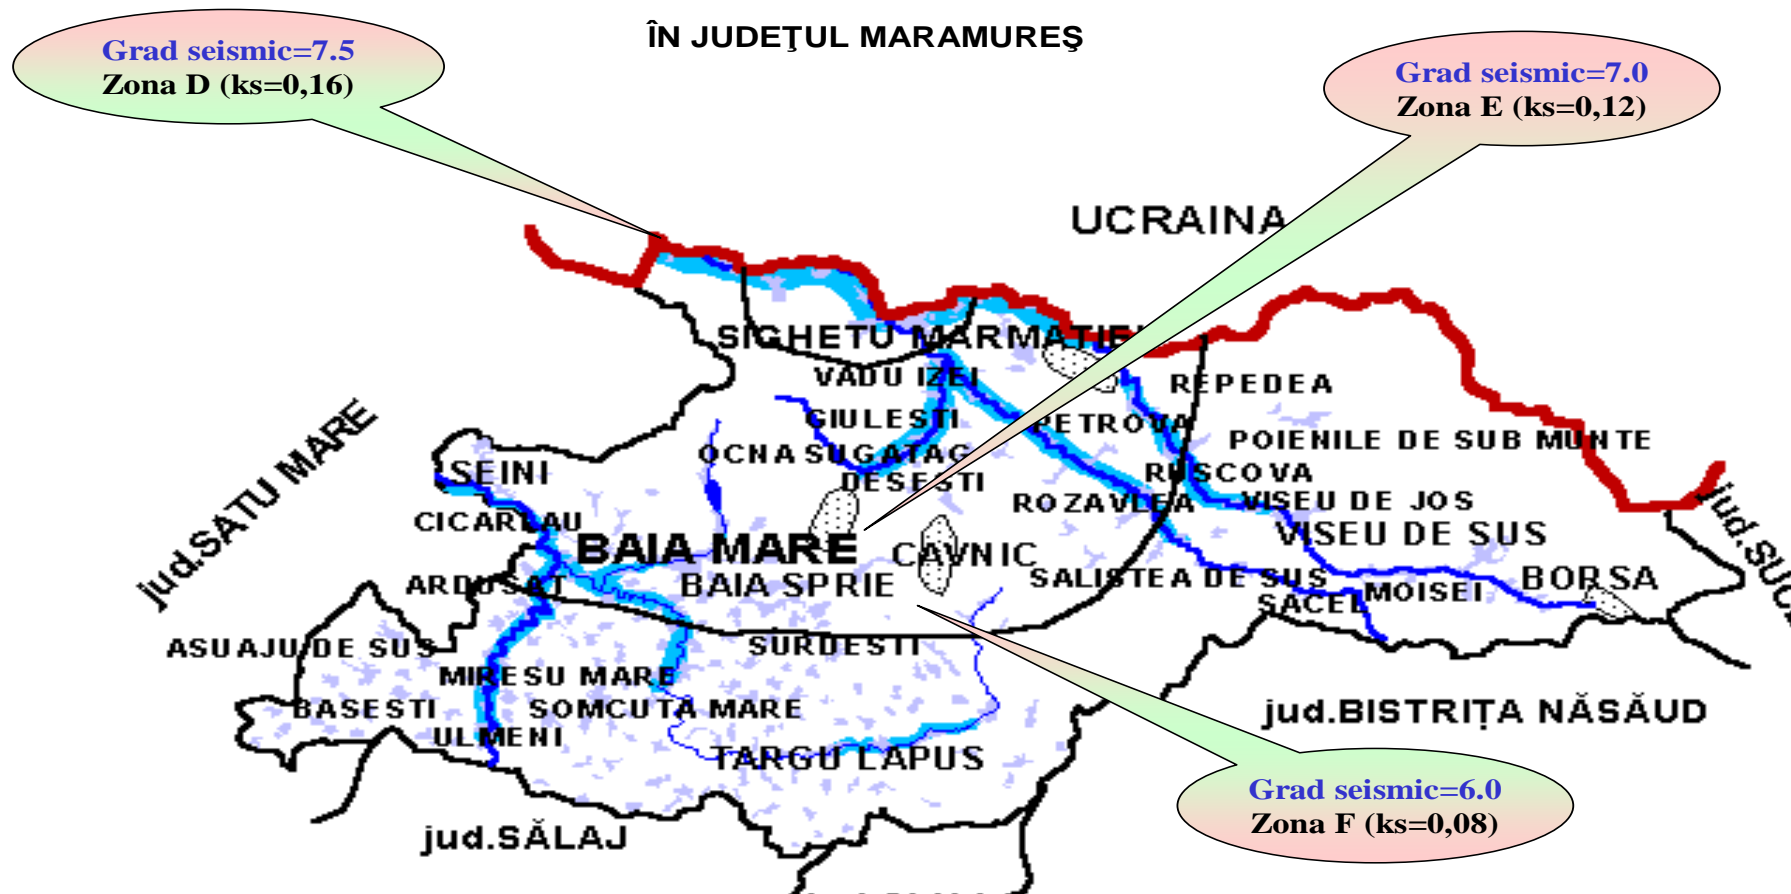 ÎN JUDEŢUL MARAMUREŞ
Grad seismic=7.5
Zona D (ks=0,16)
Grad seismic=7.0
Zona E (ks=0,12)
UCRAINA
SIGHETU MARMATIEI
VADU IZEI
REPEDEA
GIULESTI
PETROVA
POIENILE DE SUB MUNTE
OCNA SUGATAG
DESESTI
RUSCOVA
jud.SATU MARE
SEINI
ROZAVLEA
VISEU DE JOS
CICARLAU
VISEU DE SUS
BAIA MARE
CAVNIC
BAIA SPRIE
SALISTEA DE SUS
BORSA
ARDUSAT
MOISEI
SACEL
ASUAJU DE SUS
SURDESTI
MIRESU MARE
BASESTI
SOMCUTA MARE
jud.BISTRIŢA NĂSĂUD
ULMENI
TARGU LAPUS
Grad seismic=6.0
Zona F (ks=0,08)
jud.SĂLAJ